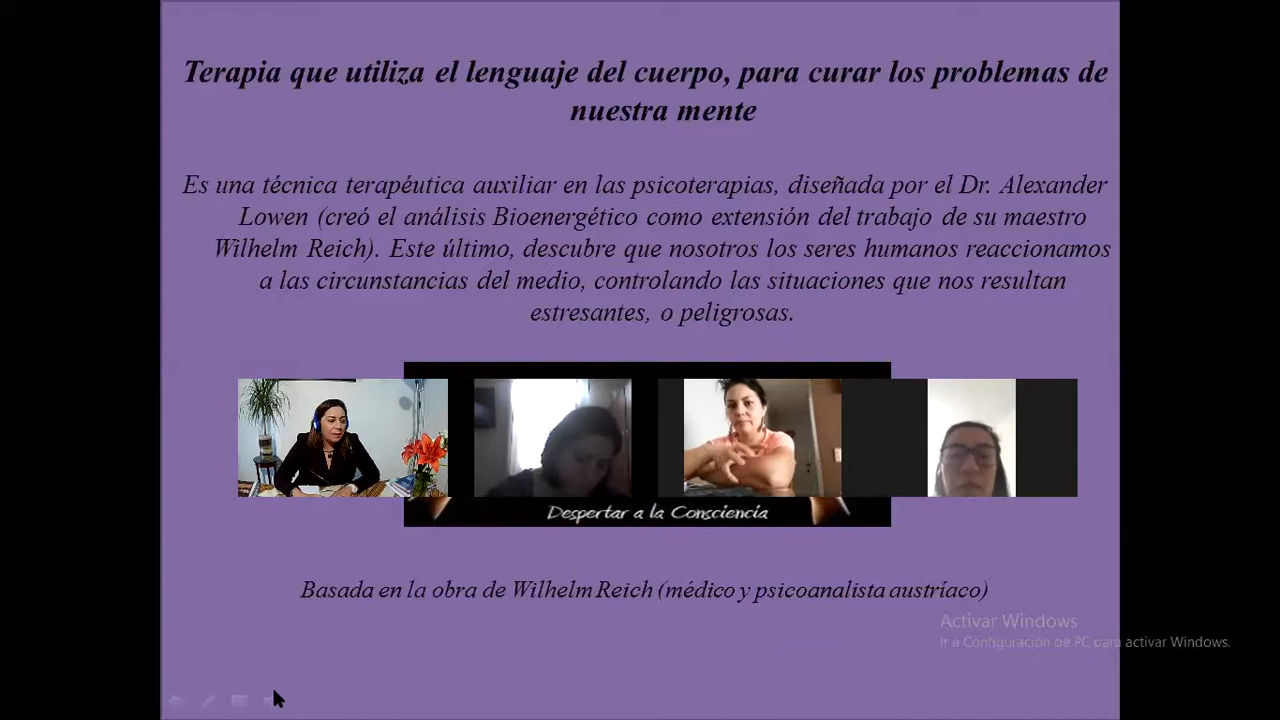 Terapia que utiliza el lenguaje del cuerpo, para curar los problemas de
nuestra mente
Es una técnica terapéutica auxiliar en las psicoterapias, diseñada por el Dr. Alexander
Lowen (creó el análisis Bioenergético como extensión del trabajo de su maestro
Wilhelm Reich). Este último, descubre que nosotros los seres humanos reaccionamos
a las circunstancias del medio, controlando las situaciones que nos resultan
estresantes, o peligrosas.
Despertar a la Consciencia
Basada en la obra de Wilhelm Reich (médico y psicoanalista austríaco)
Activar Windows
Ir a Configuración de PC para activar Windows.